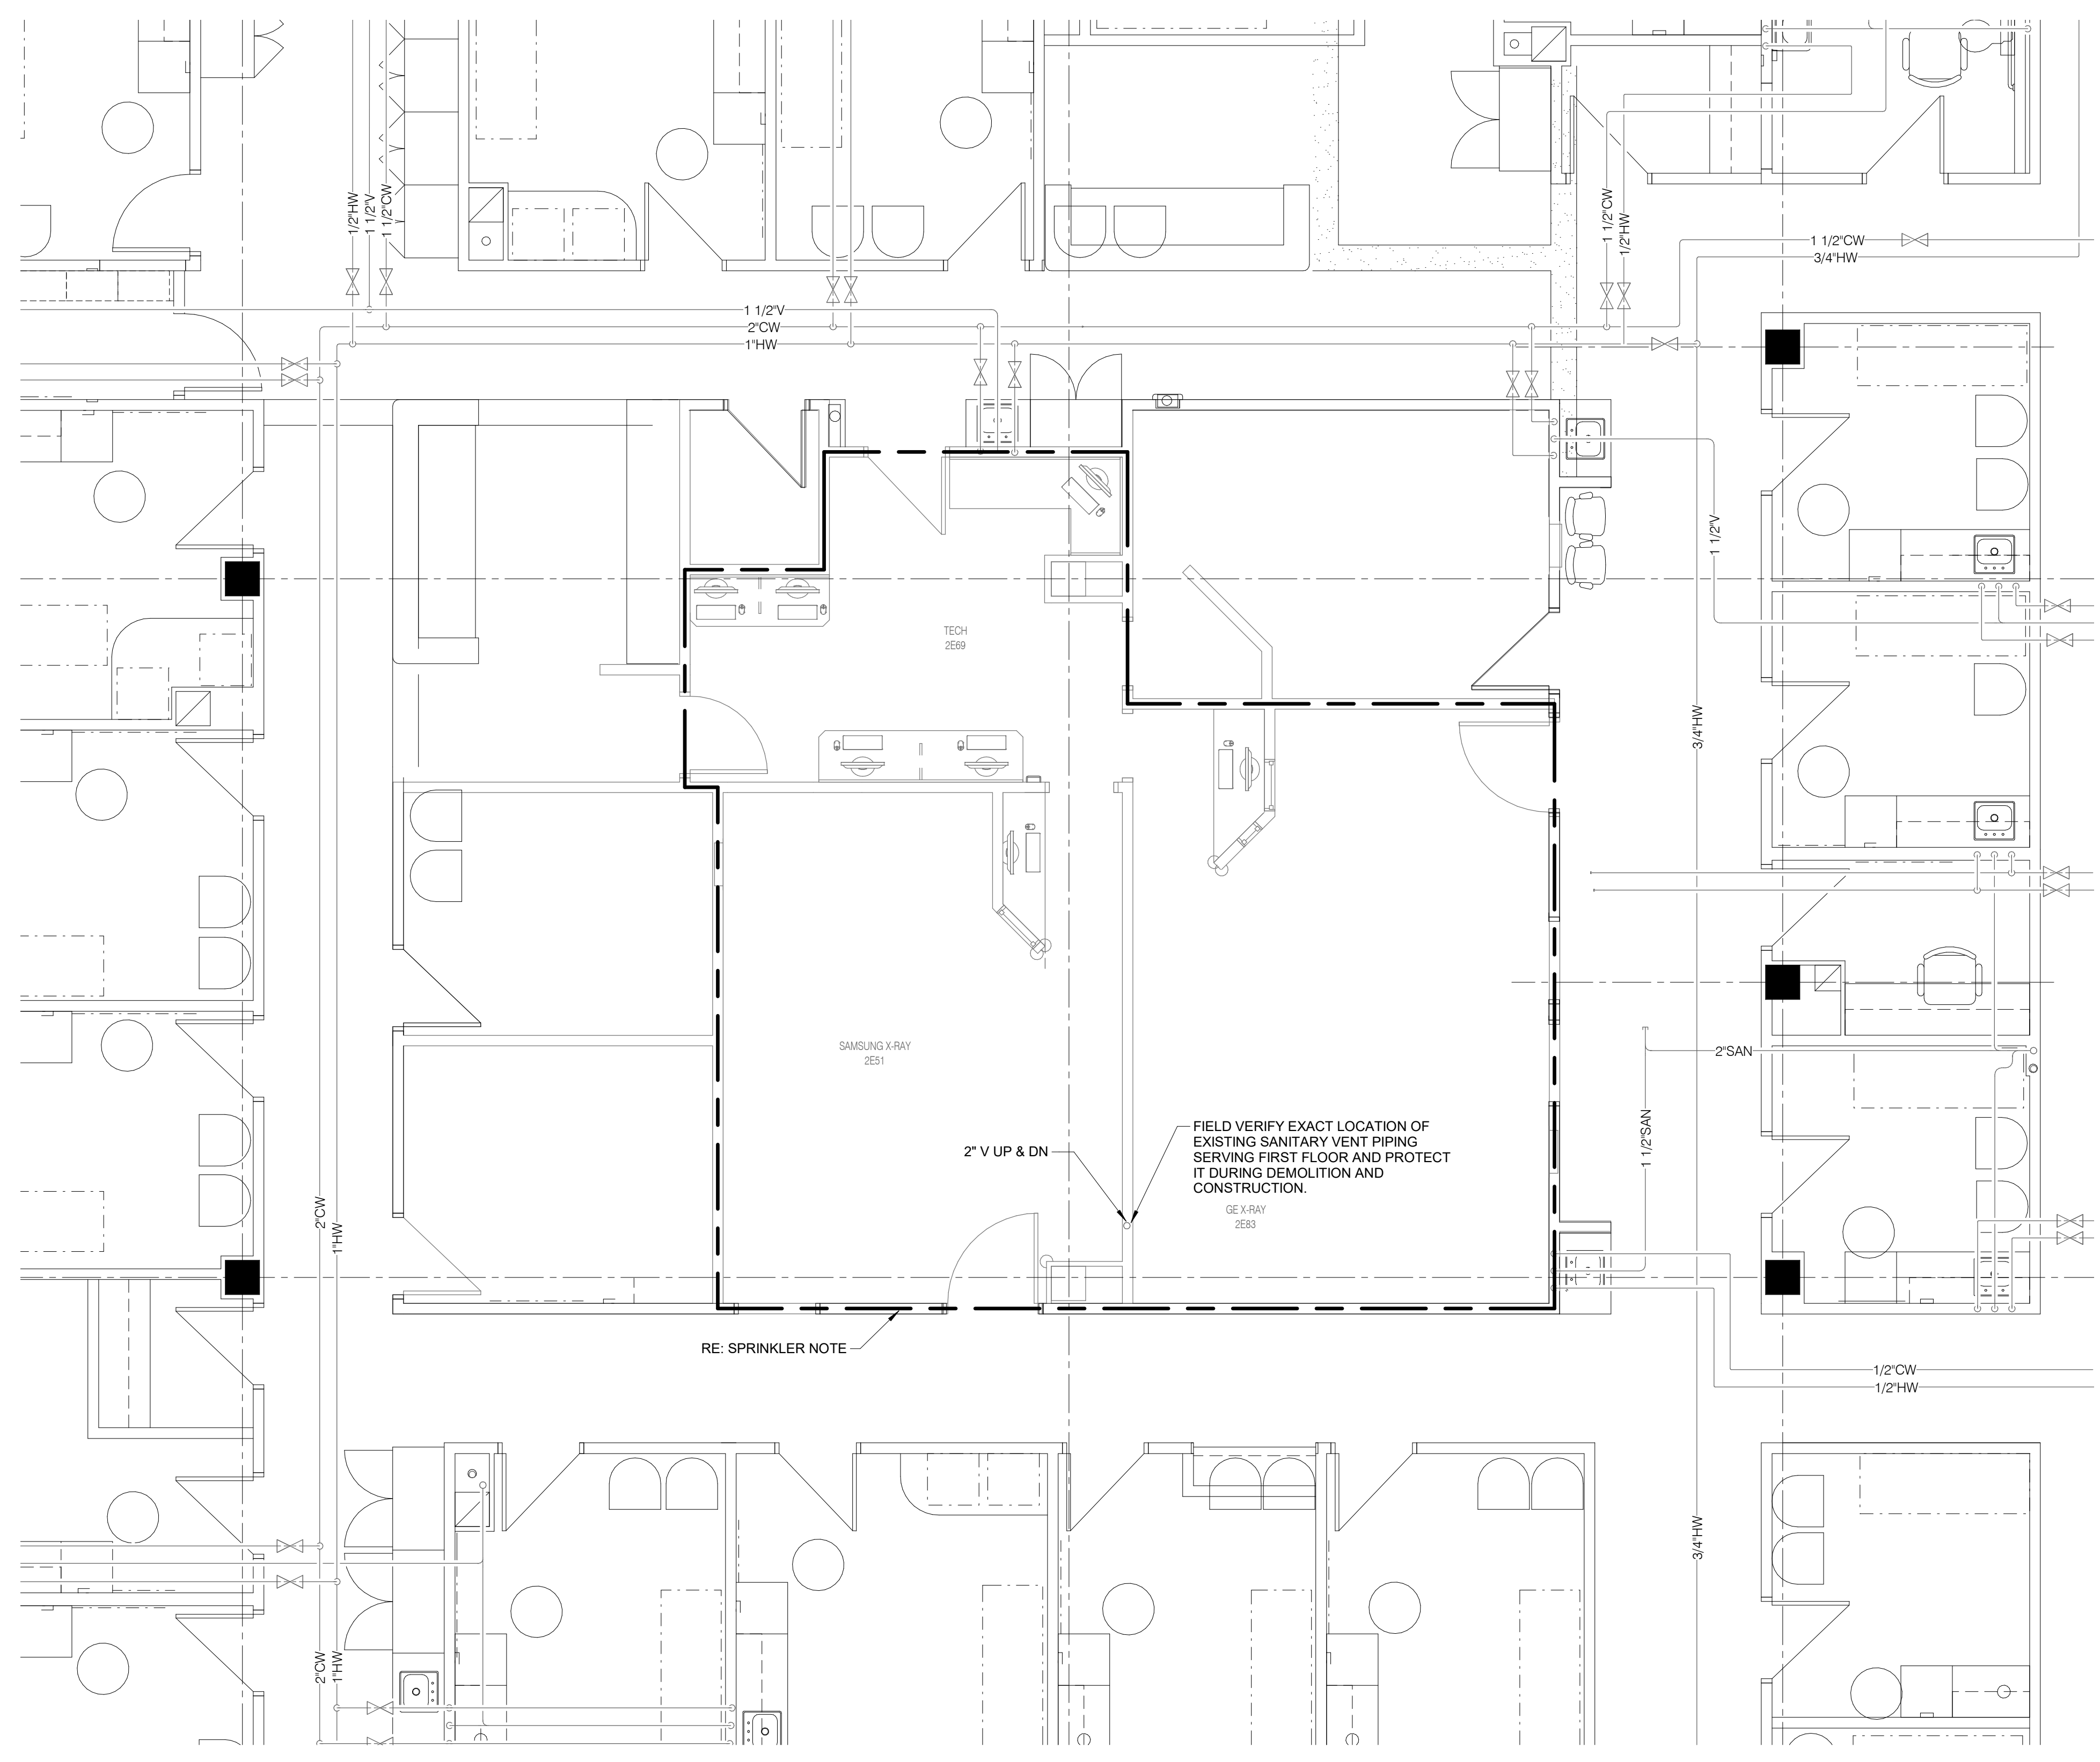 1/2"HW
1 1/2"V
1 1/2"CW
1 1/2"CW
1/2"HW
1 1/2"CW
3/4"HW
1 1/2"V
2"CW
1"HW
1 1/2"V
TECH
2E69
3/4"HW
SAMSUNG X-RAY
2E51
2"SAN
1 1/2"SAN
FIELD VERIFY EXACT LOCATION OF
EXISTING SANITARY VENT PIPING
SERVING FIRST FLOOR AND PROTECT
IT DURING DEMOLITION AND
CONSTRUCTION.
2" V UP & DN
GE X-RAY
2E83
2"CW
1"HW
RE: SPRINKLER NOTE
1/2"CW
1/2"HW
3/4"HW
2"CW
1"HW